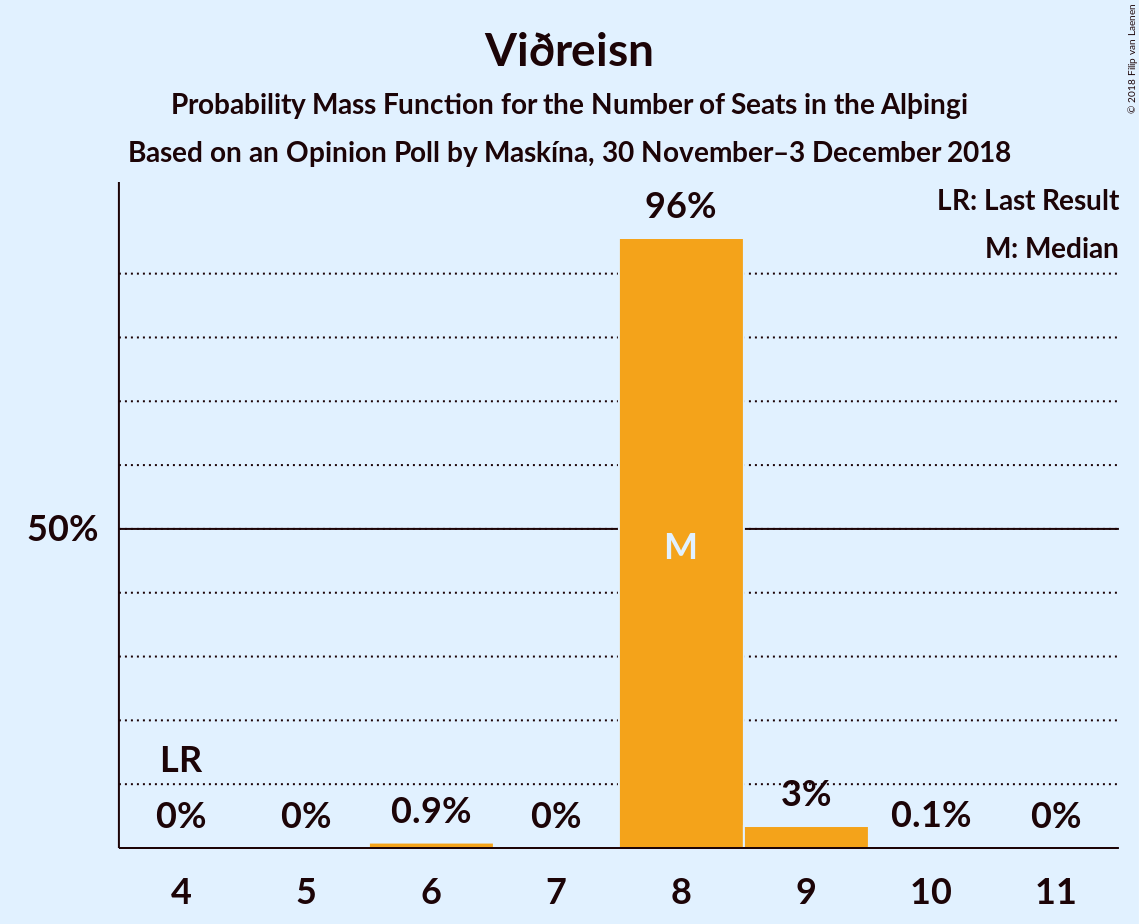 Viðreisn
Probability Mass Function for the Number of Seats in the Alþingi
Based on an Opinion Poll by Maskína, 30 November–3 December 2018
© 2018 Filip van Laenen
LR: Last Result
M: Median
96%
50%
M
LR
0% 0% 0.9% 0% 3% 0.1% 0%
4 5 6 7 8 9 10 11